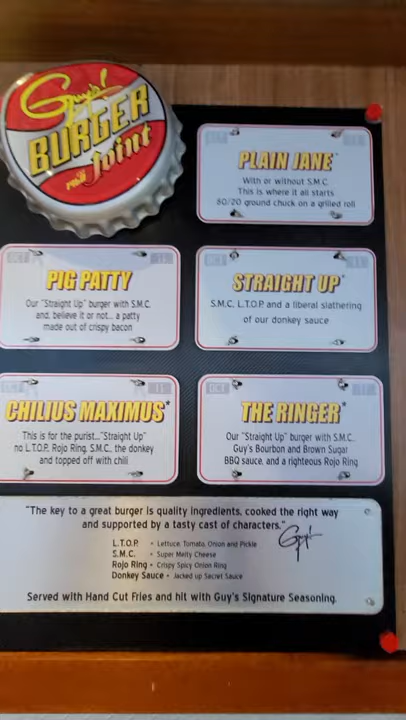 Guy's
BURGER
Joint
PLAIN JANE*
With or without S.M.C.
This is where it all starts
80/20 ground chuck on a grilled roll
OCT
PIG PATTY
Our "Straight Up" burger with S.M.C.
and, believe it or not... a patty
made out of crispy bacon
OCT
STRAIGHT UP*
S.M.C, L.T.O.P. and a liberal slathering
of our donkey sauce
OCT
CHILIUS MAXIMUS*
This is for the purist..."Straight Up"
no L.T.O.P. Rojo Ring, S.M.C, the donkey
and topped off with chili
OCT
THE RINGER*
Our "Straight Up" burger with S.M.C.
Guy's Bourbon and Brown Sugar
BBQ sauce, and a righteous Rojo Ring
"The key to a great burger is quality ingredients, cooked the right way
and supported by a tasty cast of characters."
Guy
L.T.O.P. • Lettuce, Tomato, Onion and Pickle
S.M.C. • Super Melty Cheese
Rojo Ring • Crispy Spicy Onion Ring
Donkey Sauce • Jacked up Secret Sauce
Served with Hand Cut Fries and hit with Guy's Signature Seasoning.